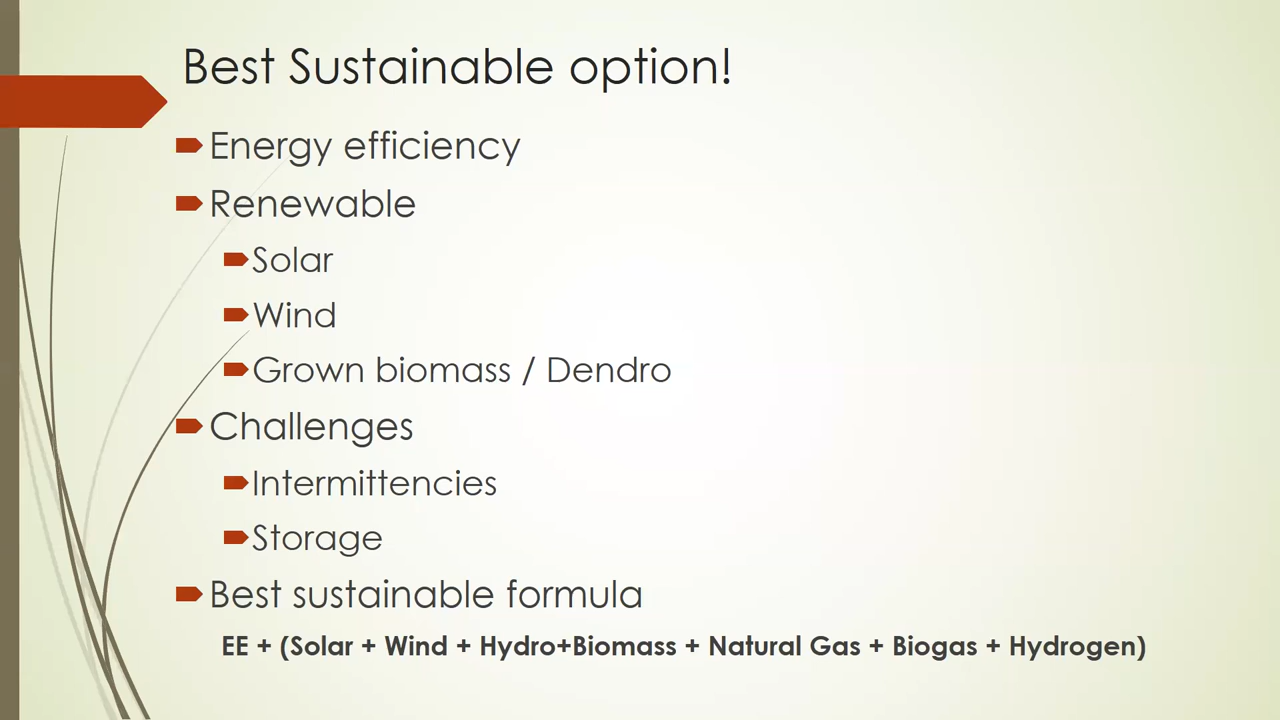 Best Sustainable option!
Energy efficiency
Renewable
Solar
Wind
Grown biomass / Dendro
Challenges
Intermittencies
Storage
Best sustainable formula
EE + (Solar + Wind + Hydro+Biomass + Natural Gas + Biogas + Hydrogen)